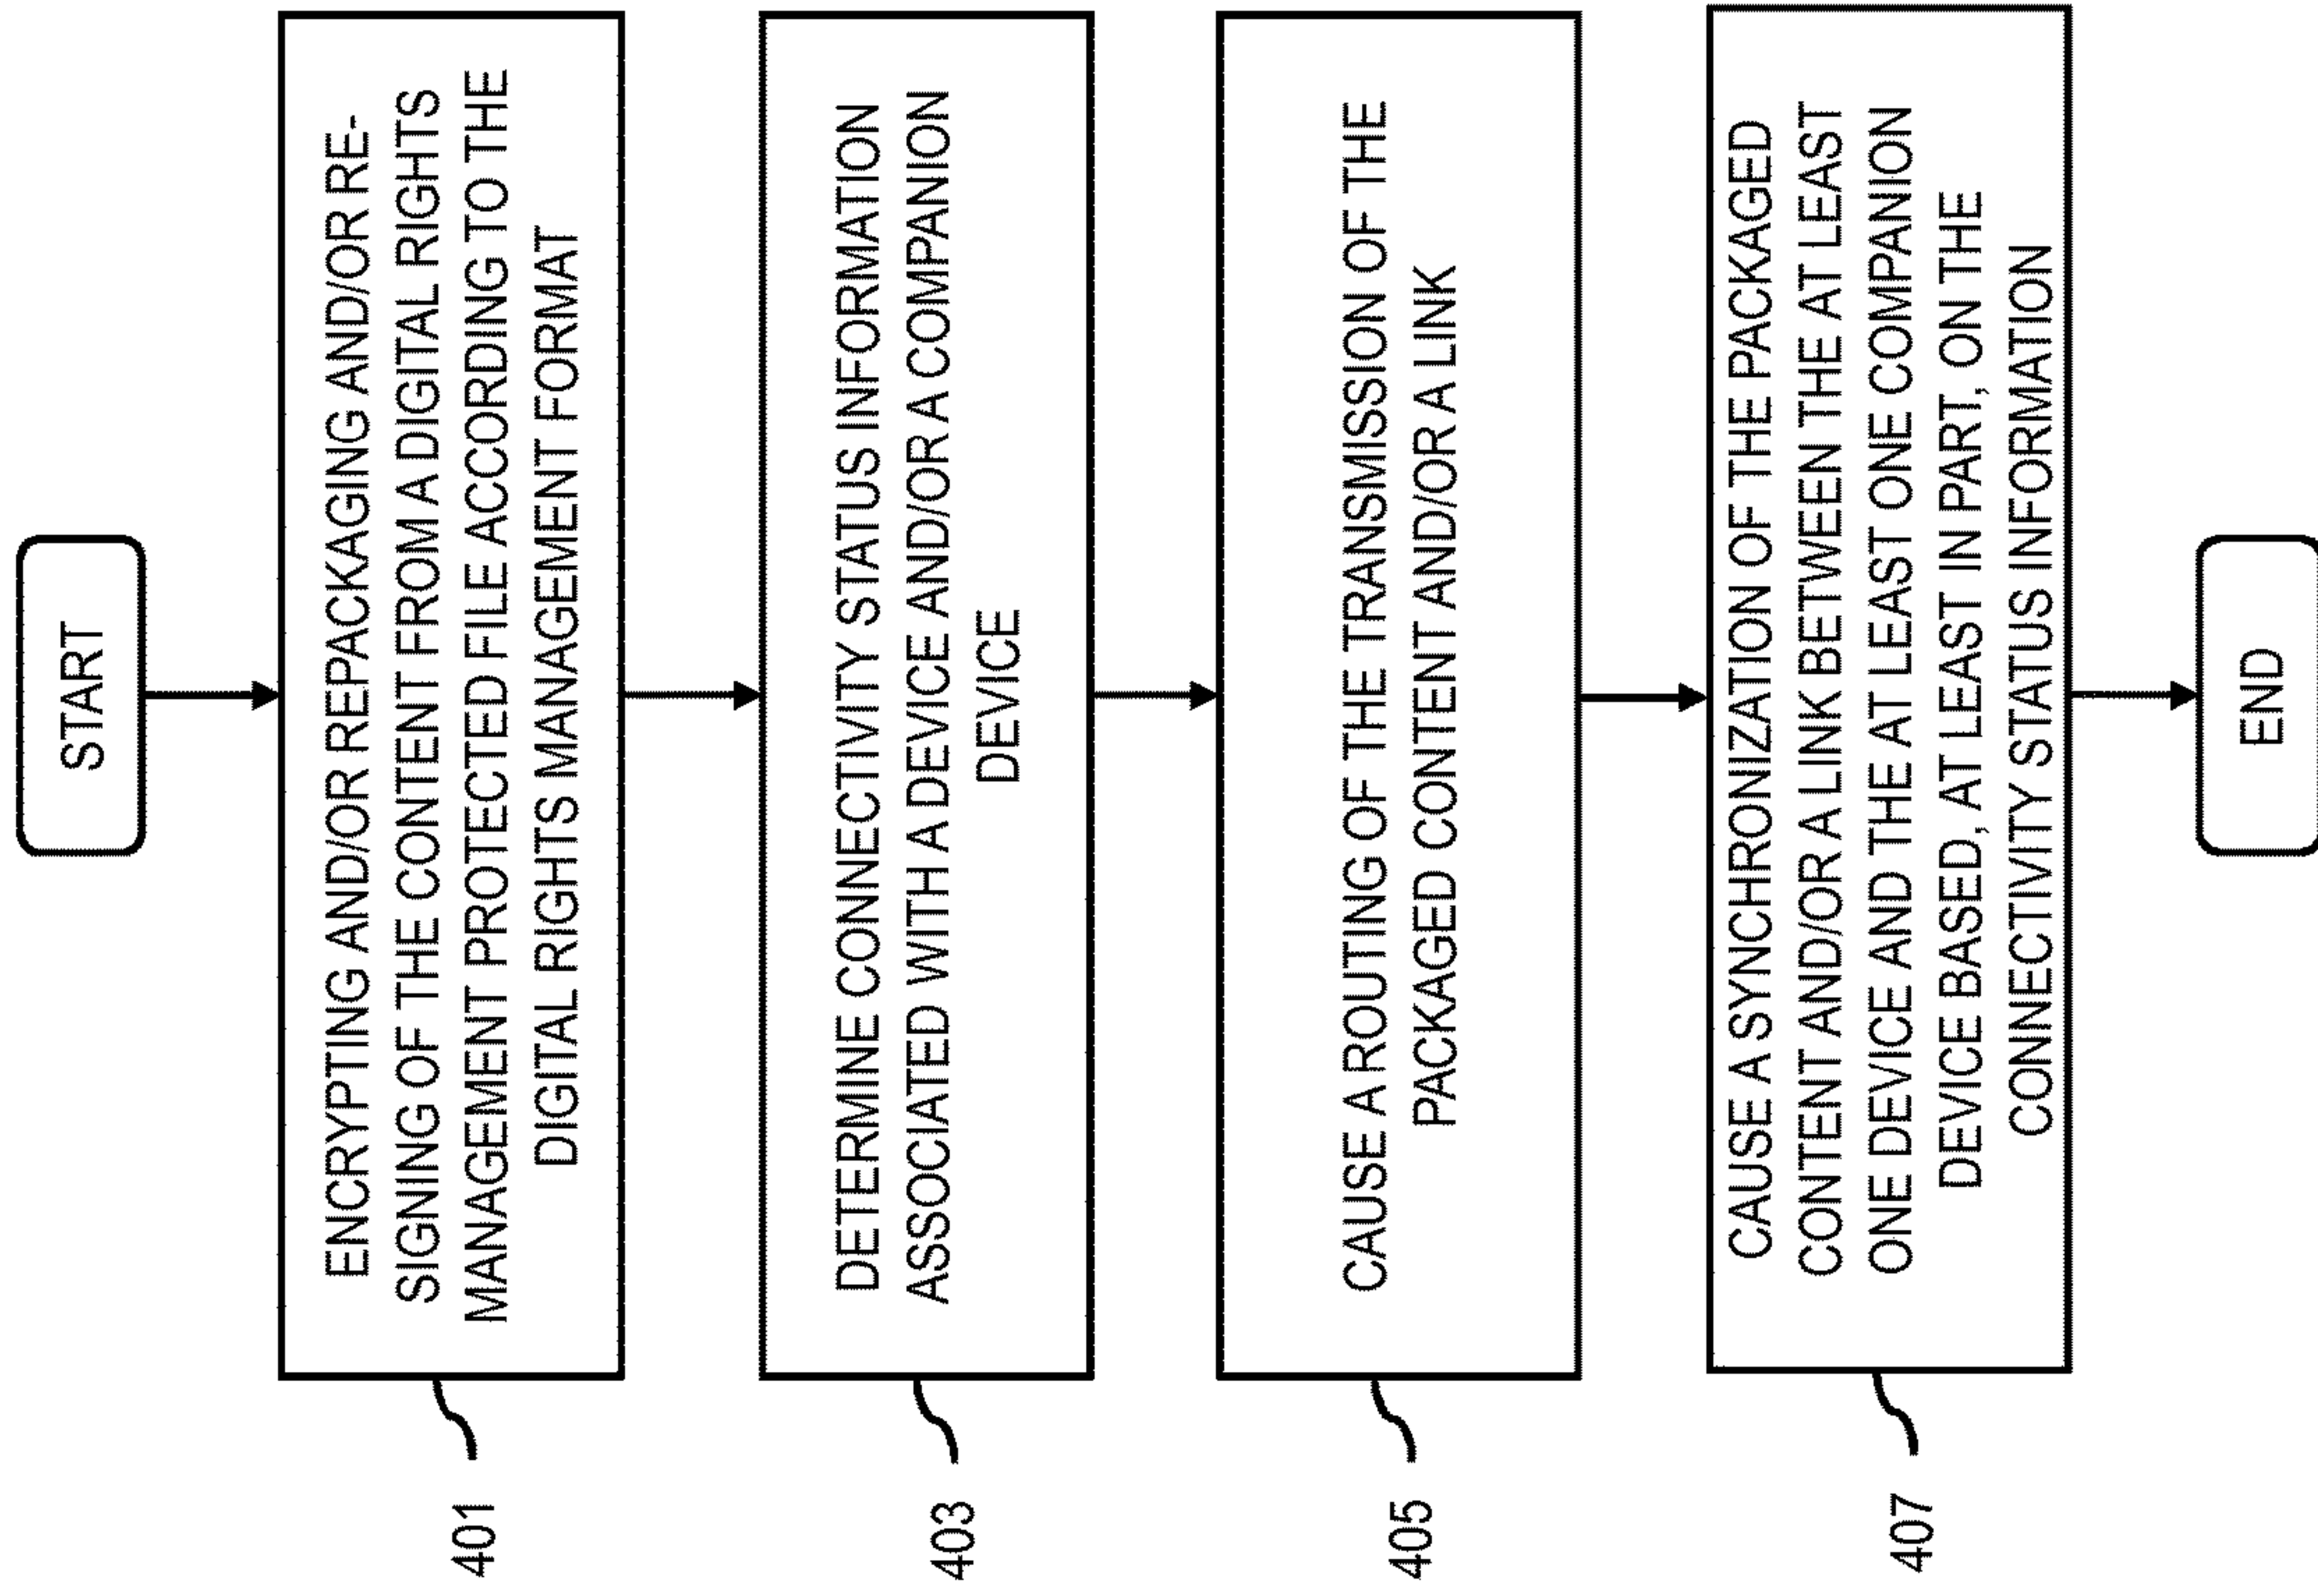 START
ENCRYPTING AND/OR REPACKAGING AND/OR RE-
SIGNING OF THE CONTENT FROM A DIGITAL RIGHTS
MANAGEMENT PROTECTED FILE ACCORDING TO THE
DIGITAL RIGHTS MANAGEMENT FORMAT
401
DETERMINE CONNECTIVITY STATUS INFORMATION
ASSOCIATED WITH A DEVICE AND/OR A COMPANION
DEVICE
403
CAUSE A ROUTING OF THE TRANSMISSION OF THE
PACKAGED CONTENT AND/OR A LINK
405
CAUSE A SYNCHRONIZATION OF THE PACKAGED
CONTENT AND/OR A LINK BETWEEN THE AT LEAST
ONE DEVICE AND THE AT LEAST ONE COMPANION
DEVICE BASED, AT LEAST IN PART, ON THE
CONNECTIVITY STATUS INFORMATION
407
END